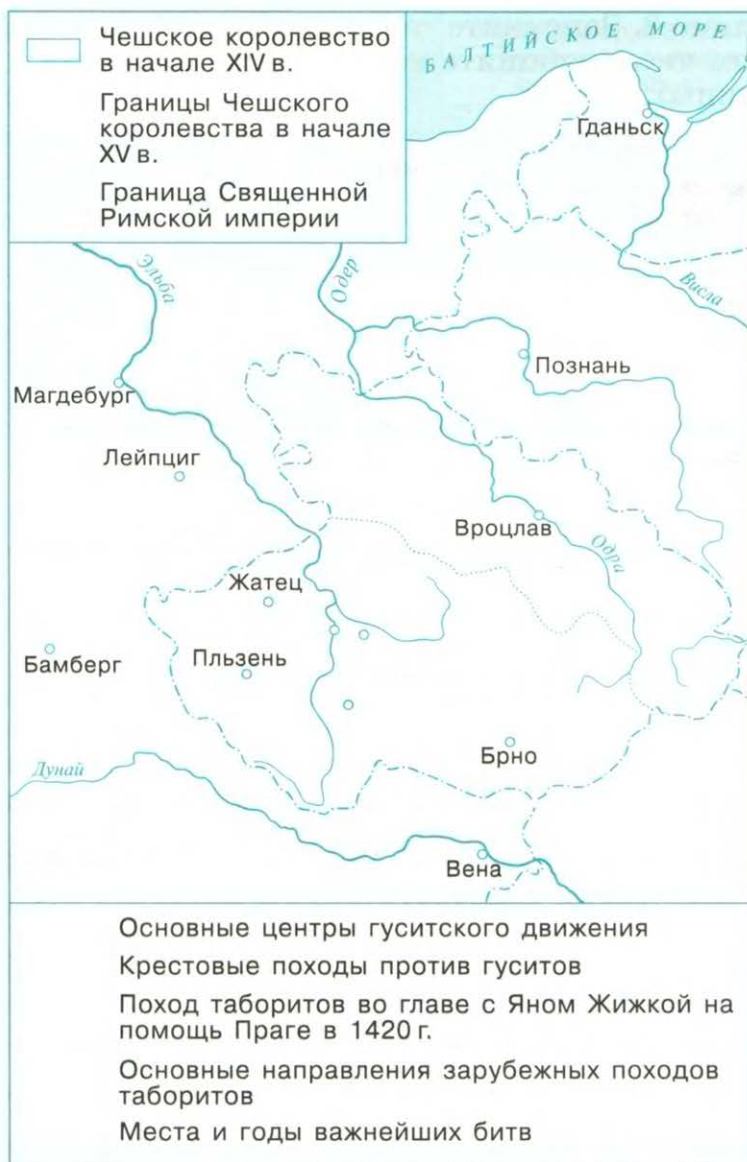 Чешское королевство
в начале XIV в.
Границы Чешского
королевства в начале
XV в.
Граница Священной
Римской империи
БАЛТИЙСКОЕ МОРЕ
Гданьск
Эльба
Одер
Висла
Познань
Магдебург
Лейпциг
Вроцлав
Одра
Жатец
Бамберг
Пльзень
Брно
Дунай
Вена
Основные центры гуситского движения
Крестовые походы против гуситов
Поход таборитов во главе с Яном Жижкой на
помощь Праге в 1420 г.
Основные направления зарубежных походов
таборитов
Места и годы важнейших битв